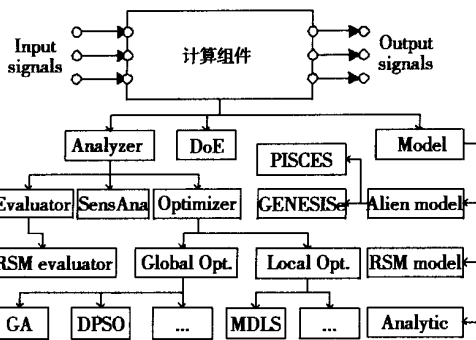 Input
signals
计算组件
Output
signals
Analyzer
DoE
Model
PISCES
Evaluator
SensAna
Optimizer
GENESISe
Alien model
RSM evaluator
Global Opt.
Local Opt.
RSM model
GA
DPSO
...
MDLS
...
Analytic